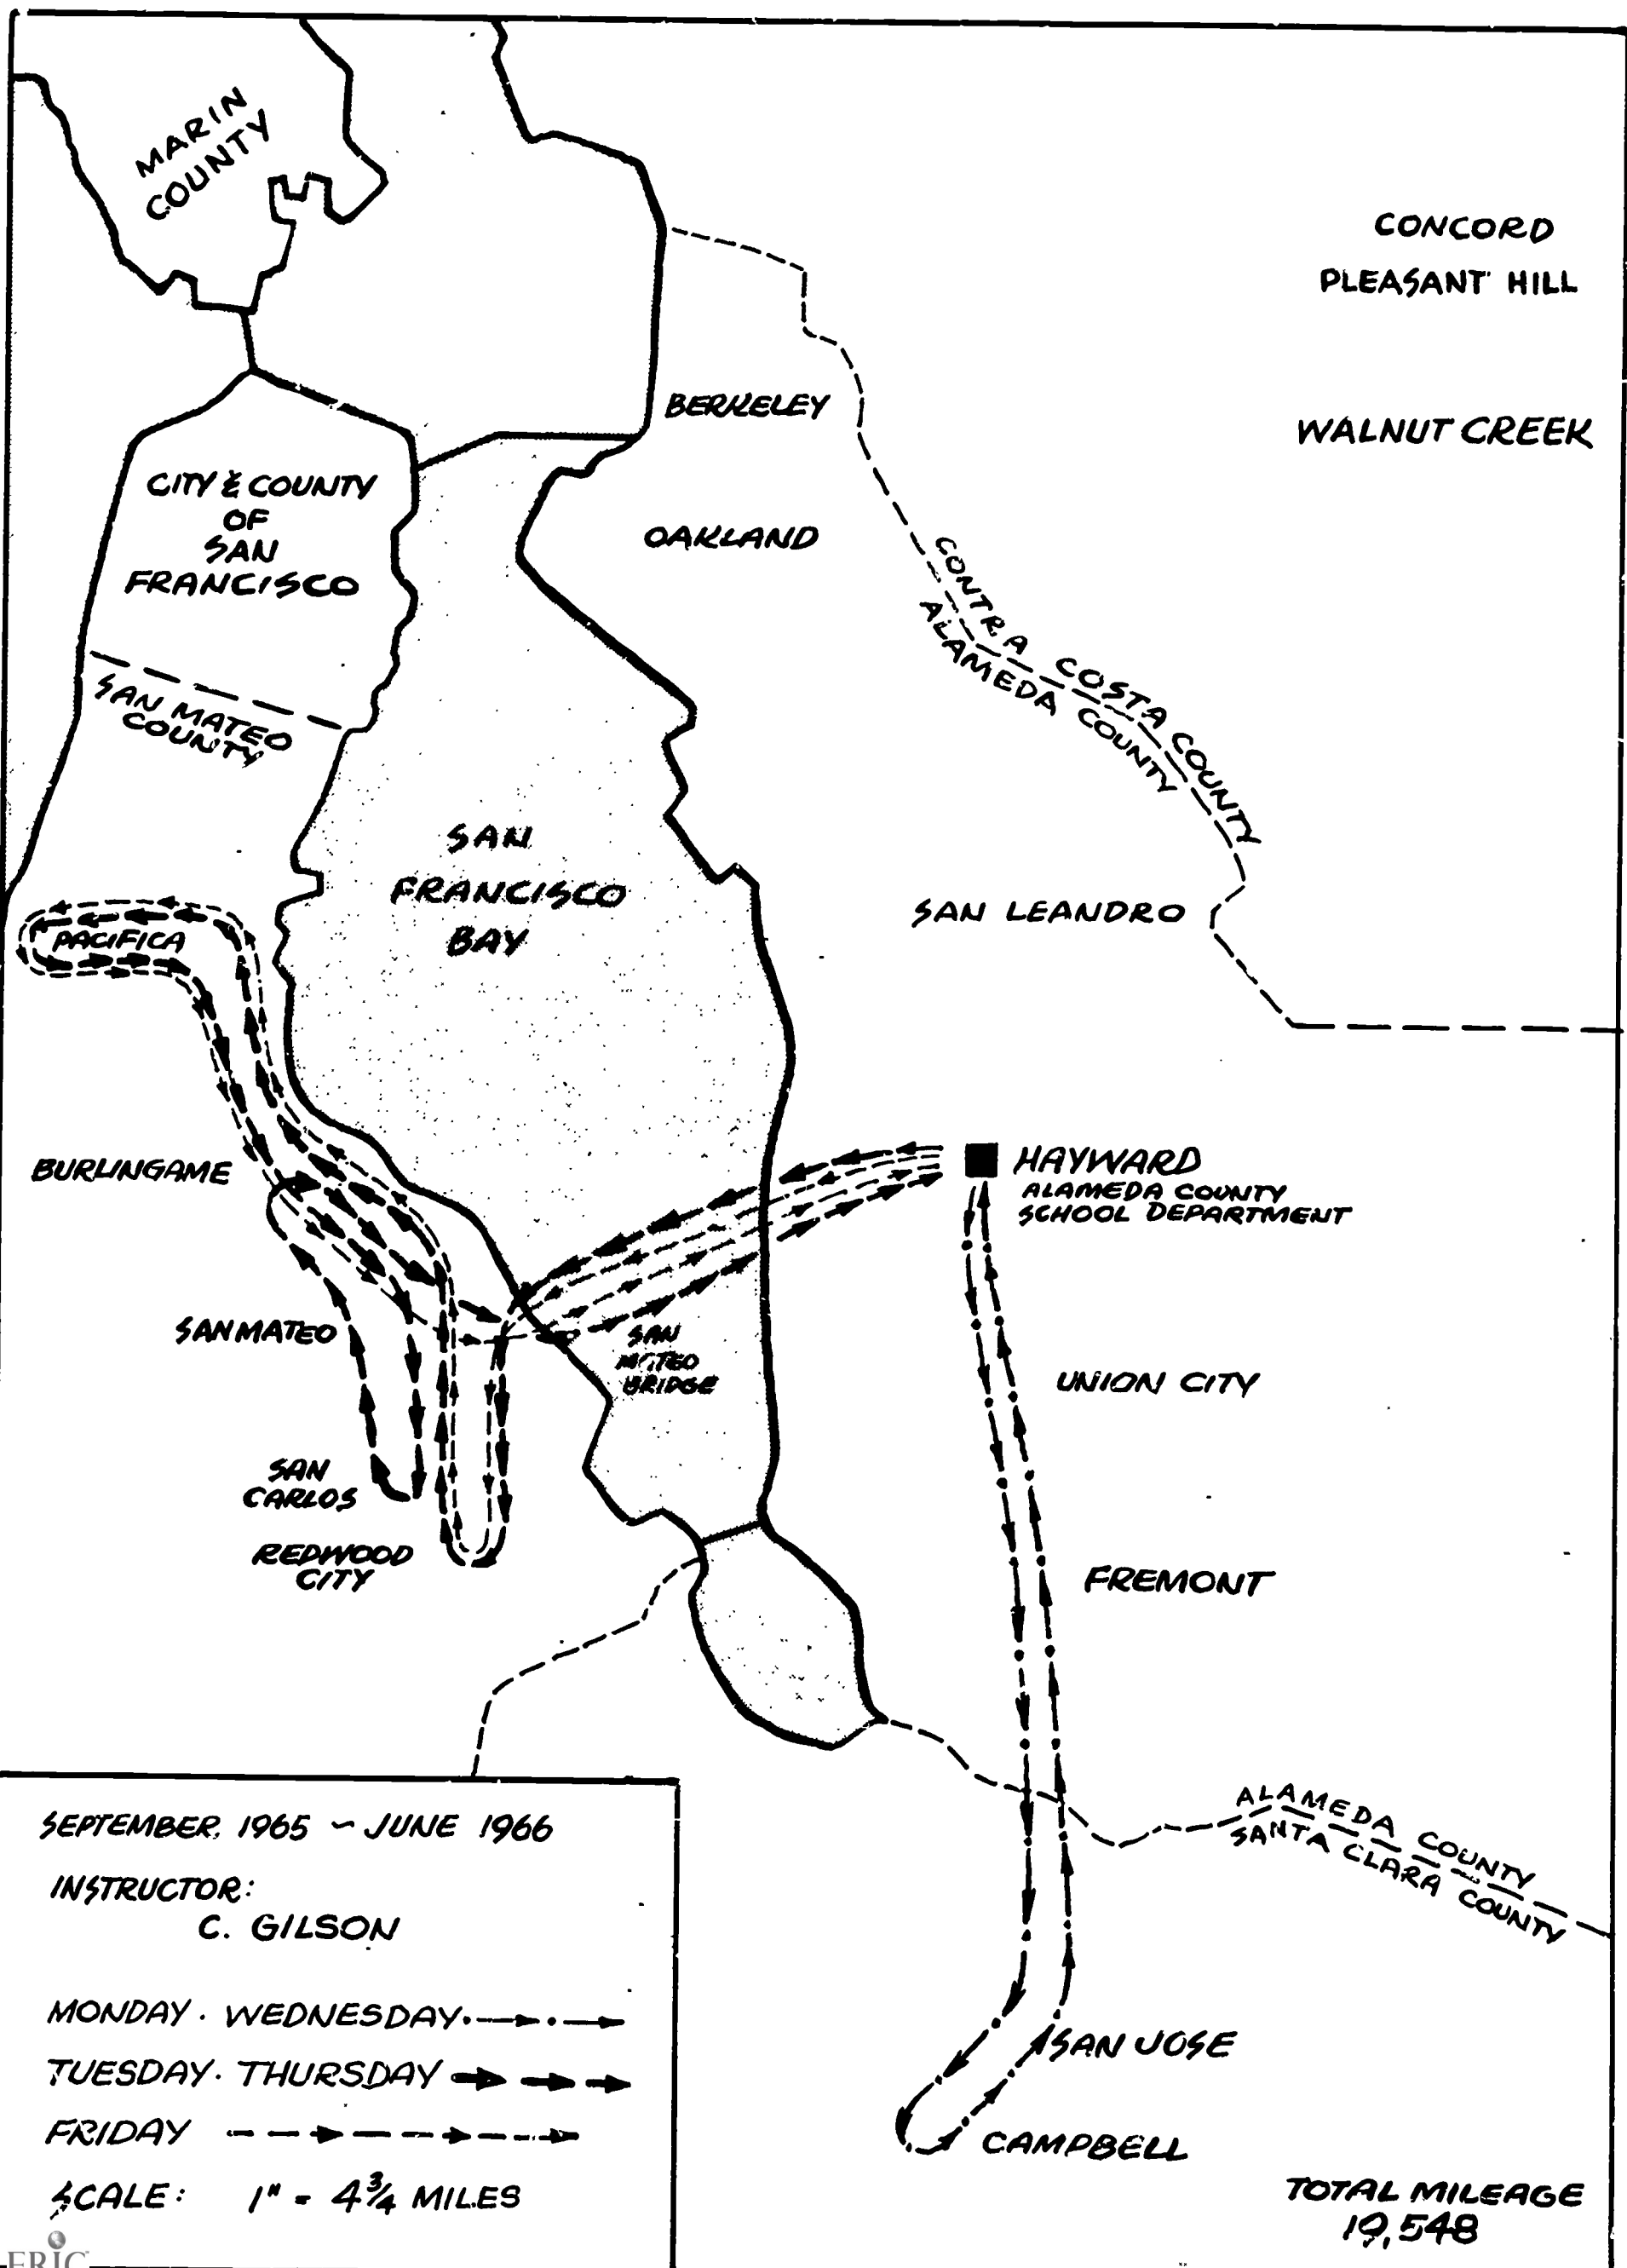 MARIN
COUNTY
CONCORD
PLEASANT HILL
BERKELEY
WALNUT CREEK
CITY & COUNTY
OF
SAN
FRANCISCO
OAKLAND
CONTRA COSTA COUNTY
ALAMEDA COUNTY
SAN MATEO
COUNTY
SAN
FRANCISCO
BAY
SAN LEANDRO
PACIFICA
BURLINGAME
HAYWARD
ALAMEDA COUNTY
SCHOOL DEPARTMENT
SAN MATEO
SAN
MATEO
BRIDGE
UNION CITY
SAN
CARLOS
REDWOOD
CITY
FREMONT
ALAMEDA COUNTY
SANTA CLARA COUNTY
SEPTEMBER, 1965 ~ JUNE 1966
INSTRUCTOR:
C. GILSON
MONDAY · WEDNESDAY
TUESDAY · THURSDAY
FRIDAY
SCALE: 1" = 4 3/4 MILES
SAN JOSE
CAMPBELL
TOTAL MILEAGE
19,548
ERIC